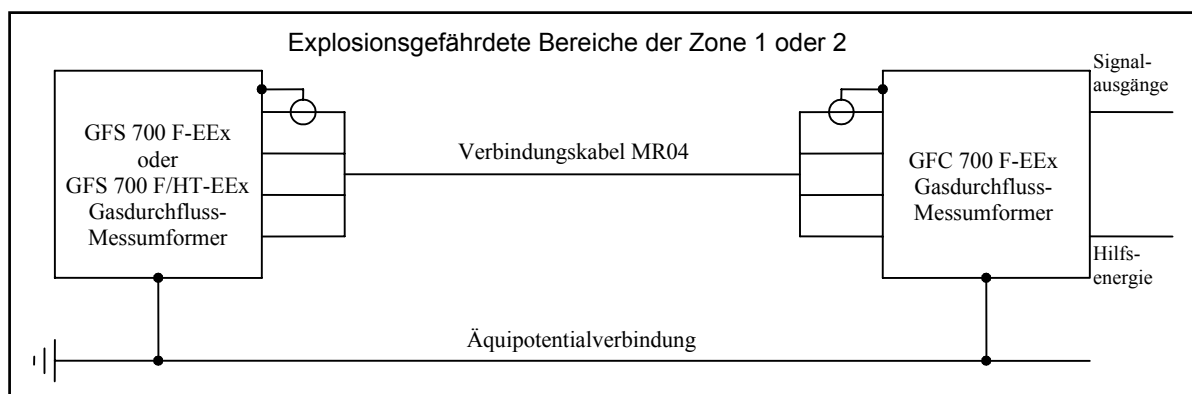 Explosionsgefährdete Bereiche der Zone 1 oder 2
GFS 700 F-EEx
oder
GFS 700 F/HT-EEx
Gasdurchfluss-
Messumformer
Verbindungskabel MR04
GFC 700 F-EEx
Gasdurchfluss-
Messumformer
Signal-
ausgänge
Hilfs-
energie
Äquipotentialverbindung